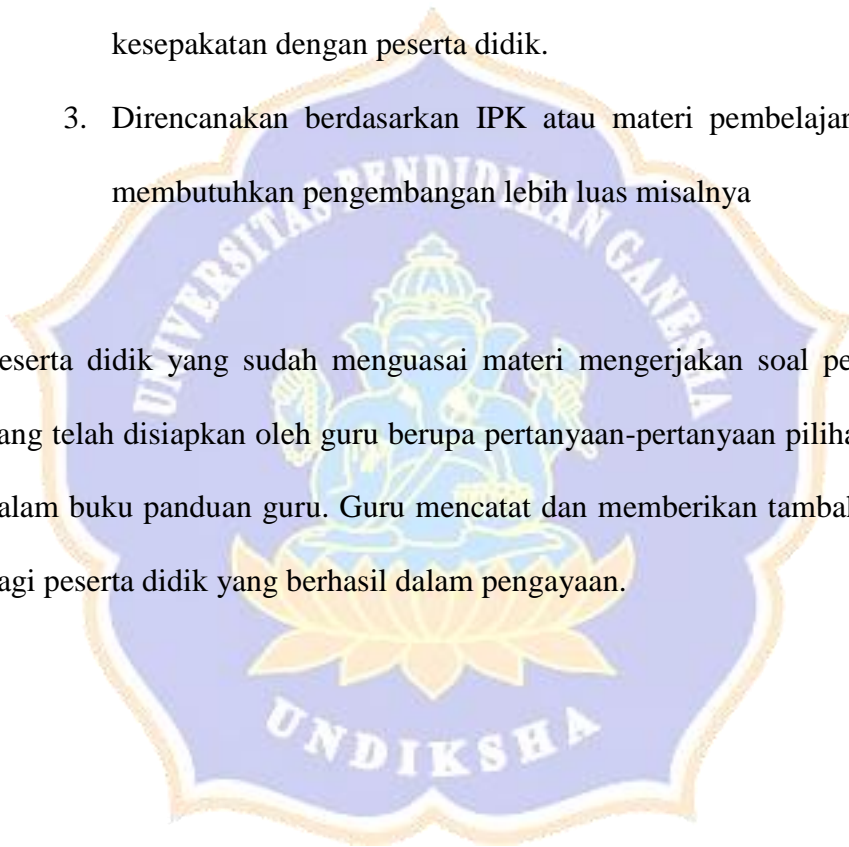 kesepakatan dengan peserta didik.
3. Direncanakan berdasarkan IPK atau materi pembelajar
membutuhkan pengembangan lebih luas misalnya
UNIVERSITAS PENDIDIKAN GANESHA
eserta didik yang sudah menguasai materi mengerjakan soal pe
ang telah disiapkan oleh guru berupa pertanyaan-pertanyaan piliha
alam buku panduan guru. Guru mencatat dan memberikan
agi peserta didik yang berhasil dalam pengayaan.
UNDIKSHA